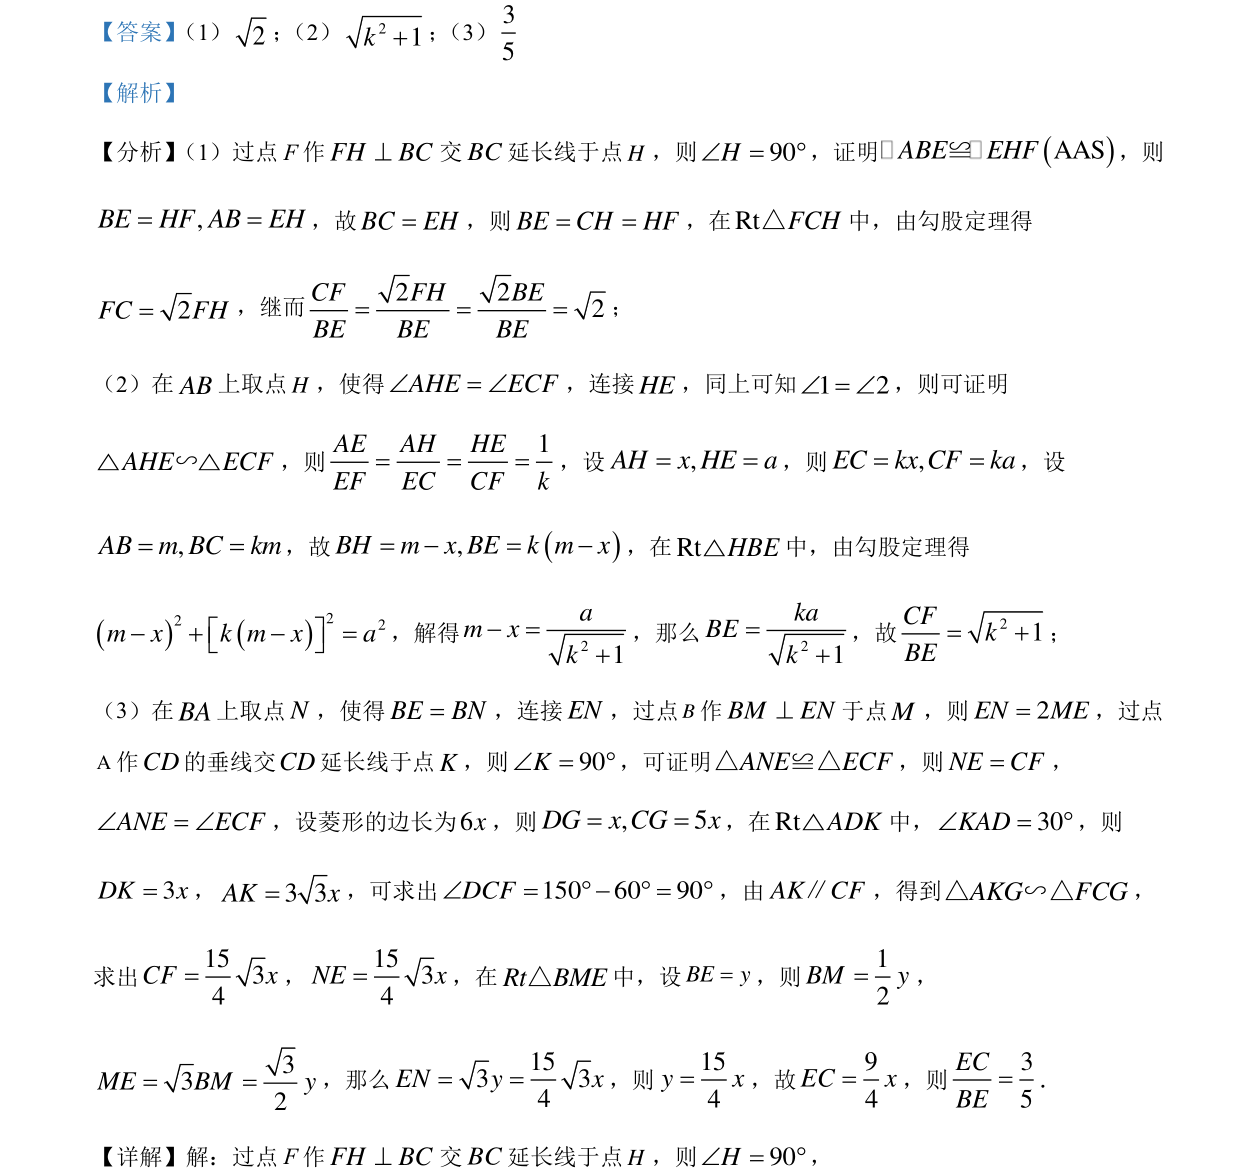 【答案】（1）√2；（2）√(k²+1)；（3）3/5
【解析】
【分析】（1）过点F作FH⊥BC交BC延长线于点H，则∠H=90°，证明□ABE≌□EHF(AAS)，则
BE=HF, AB=EH，故BC=EH，则BE=CH=HF，在Rt△FCH中，由勾股定理得
FC=√2FH，继而CF/BE=√2FH/BE=√2BE/BE=√2；
（2）在AB上取点H，使得∠AHE=∠ECF，连接HE，同上可知∠1=∠2，则可证明
△AHE∽△ECF，则AE/EF=AH/EC=HE/CF=1/k，设AH=x, HE=a，则EC=kx, CF=ka，设
AB=m, BC=km，故BH=m−x, BE=k(m−x)，在Rt△HBE中，由勾股定理得
(m−x)²+[k(m−x)]²=a²，解得m−x=a/√(k²+1)，那么BE=ka/√(k²+1)，故CF/BE=√(k²+1)；
（3）在BA上取点N，使得BE=BN，连接EN，过点B作BM⊥EN于点M，则EN=2ME，过点
A作CD的垂线交CD延长线于点K，则∠K=90°，可证明△ANE≌△ECF，则NE=CF，
∠ANE=∠ECF，设菱形的边长为6x，则DG=x, CG=5x，在Rt△ADK中，∠KAD=30°，则
DK=3x，AK=3√3x，可求出∠DCF=150°−60°=90°，由AK∥CF，得到△AKG∽△FCG，
求出CF=15/4√3x，NE=15/4√3x，在Rt△BME中，设BE=y，则BM=1/2y，
ME=√3BM=√3/2y，那么EN=√3y=15/4√3x，则y=15/4x，故EC=9/4x，则EC/BE=3/5.
【详解】解：过点F作FH⊥BC交BC延长线于点H，则∠H=90°，